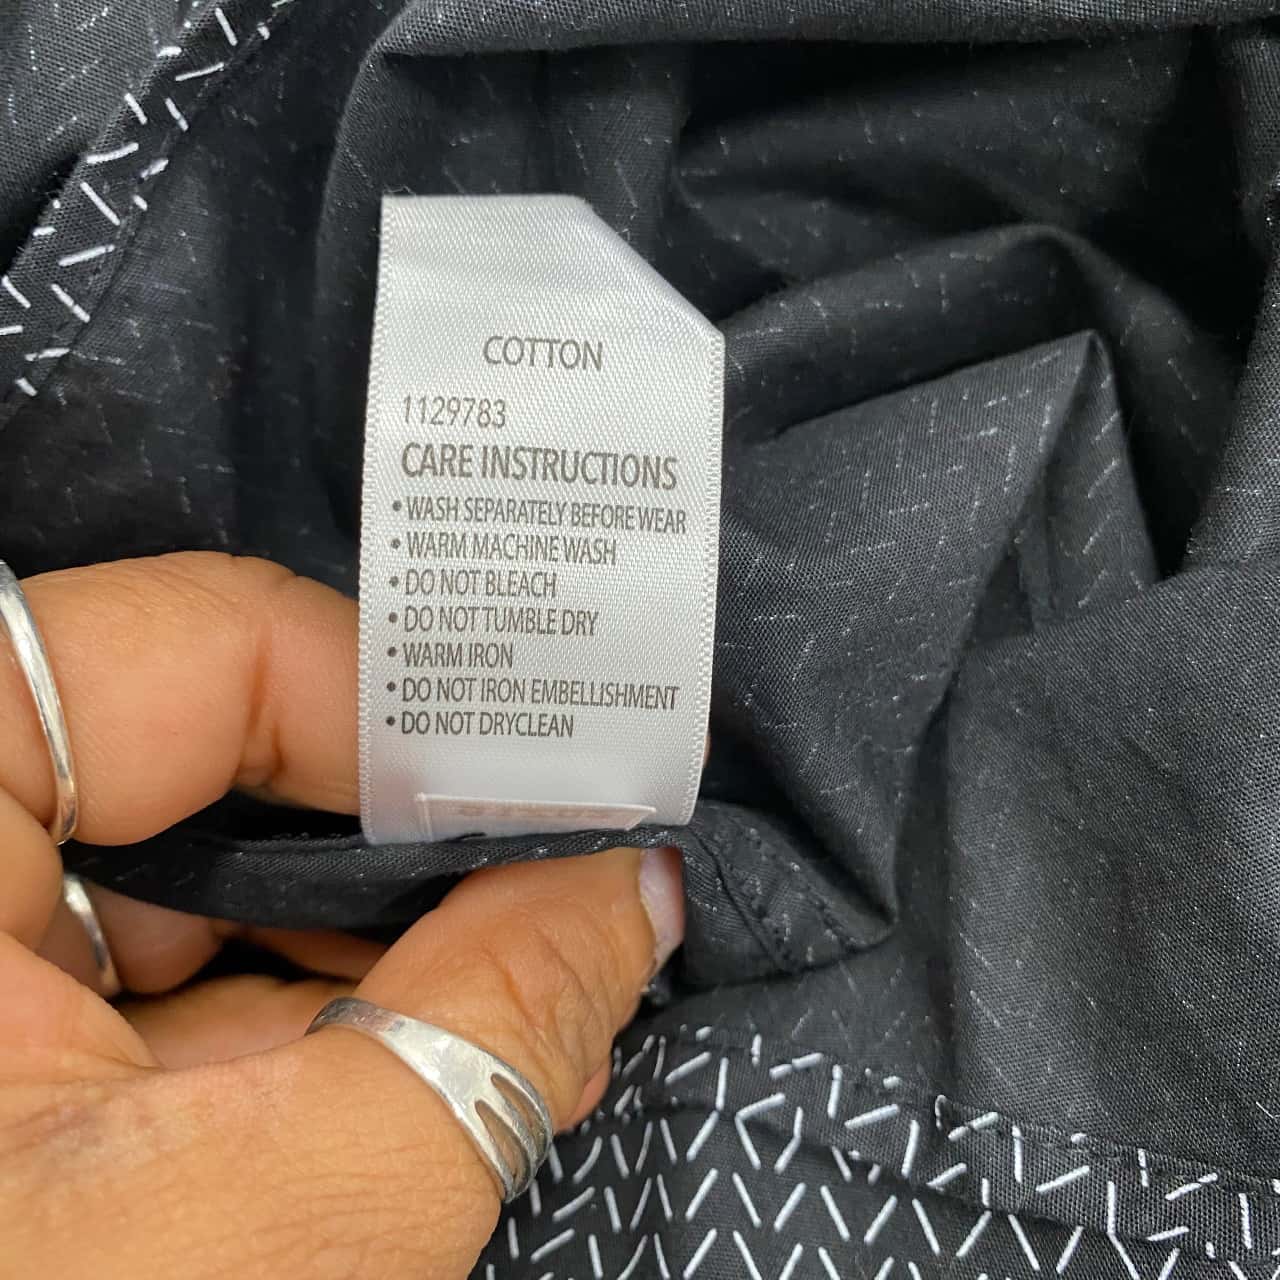 COTTON
1129783
CARE INSTRUCTIONS
• WASH SEPARATELY BEFORE WEAR
• WARM MACHINE WASH
• DO NOT BLEACH
• DO NOT TUMBLE DRY
• WARM IRON
• DO NOT IRON EMBELLISHMENT
• DO NOT DRYCLEAN